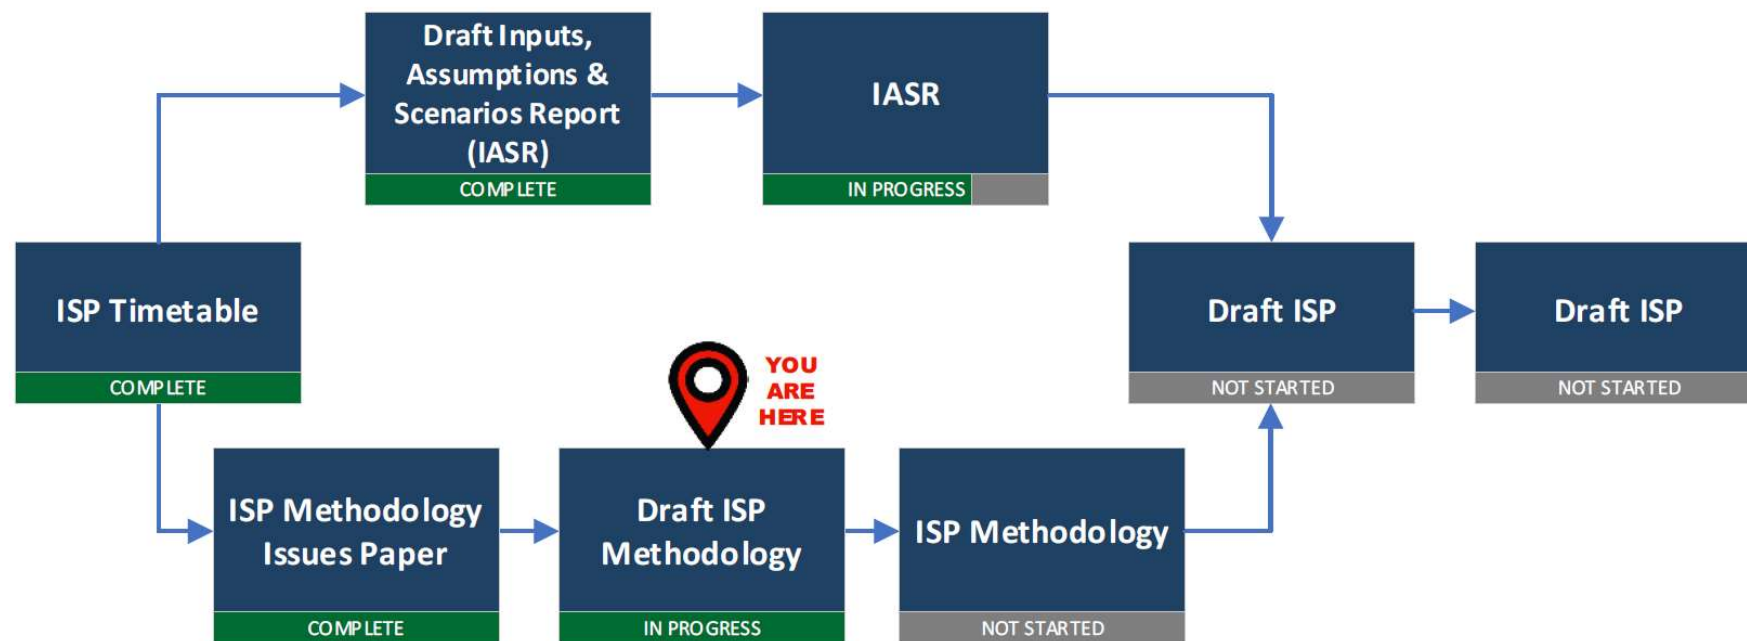 Draft Inputs,
Assumptions &
Scenarios Report
(IASR)
COMPLETE
IASR
IN PROGRESS
ISP Timetable
COMPLETE
Draft ISP
NOT STARTED
Draft ISP
NOT STARTED
YOU
ARE
HERE
ISP Methodology
Issues Paper
COMPLETE
Draft ISP
Methodology
IN PROGRESS
ISP Methodology
NOT STARTED